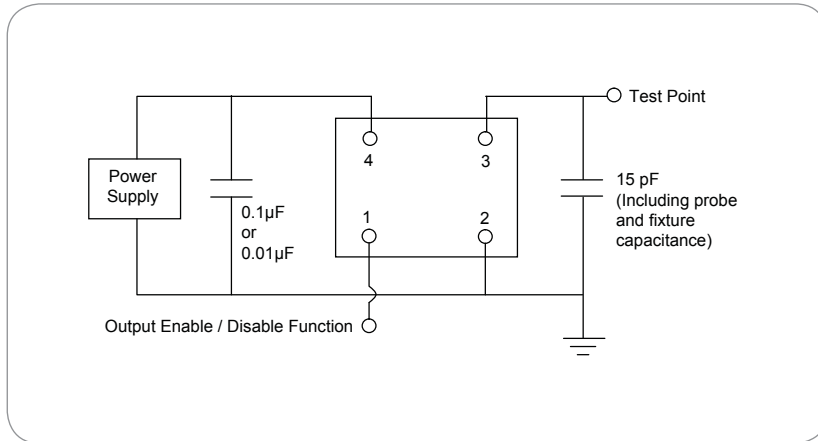 Test Point
4
3
Power
Supply
15 pF
(Including probe
and fixture
capacitance)
0.1µF
or
0.01µF
1
2
Output Enable / Disable Function